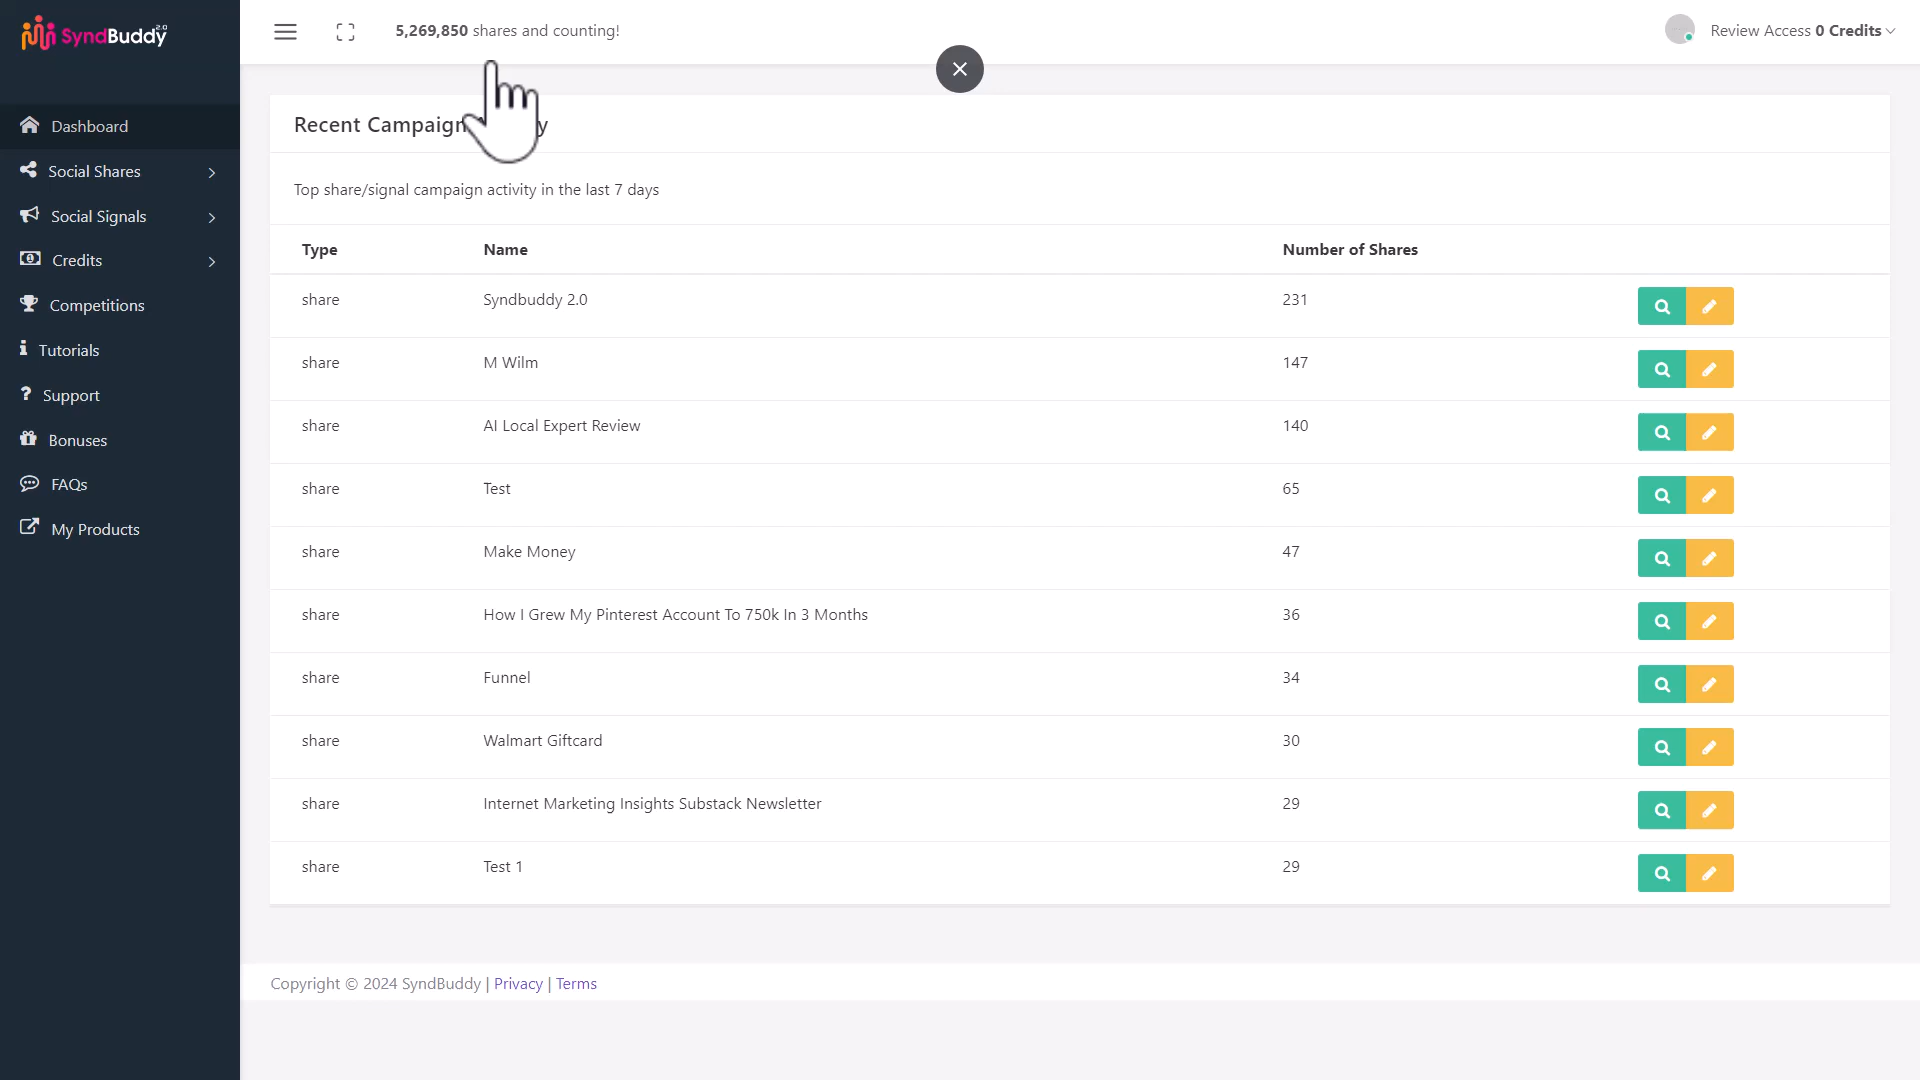 SyndBuddy 2.0
5,269,850 shares and counting!
Review Access 0 Credits
Dashboard
Social Shares
Social Signals
Credits
Competitions
Tutorials
Support
Bonuses
FAQs
My Products
Recent Campaign
Top share/signal campaign activity in the last 7 days
Type Name Number of Shares
share Syndbuddy 2.0 231
share M Wilm 147
share AI Local Expert Review 140
share Test 65
share Make Money 47
share How I Grew My Pinterest Account To 750k In 3 Months 36
share Funnel 34
share Walmart Giftcard 30
share Internet Marketing Insights Substack Newsletter 29
share Test 1 29
Copyright © 2024 SyndBuddy | Privacy | Terms